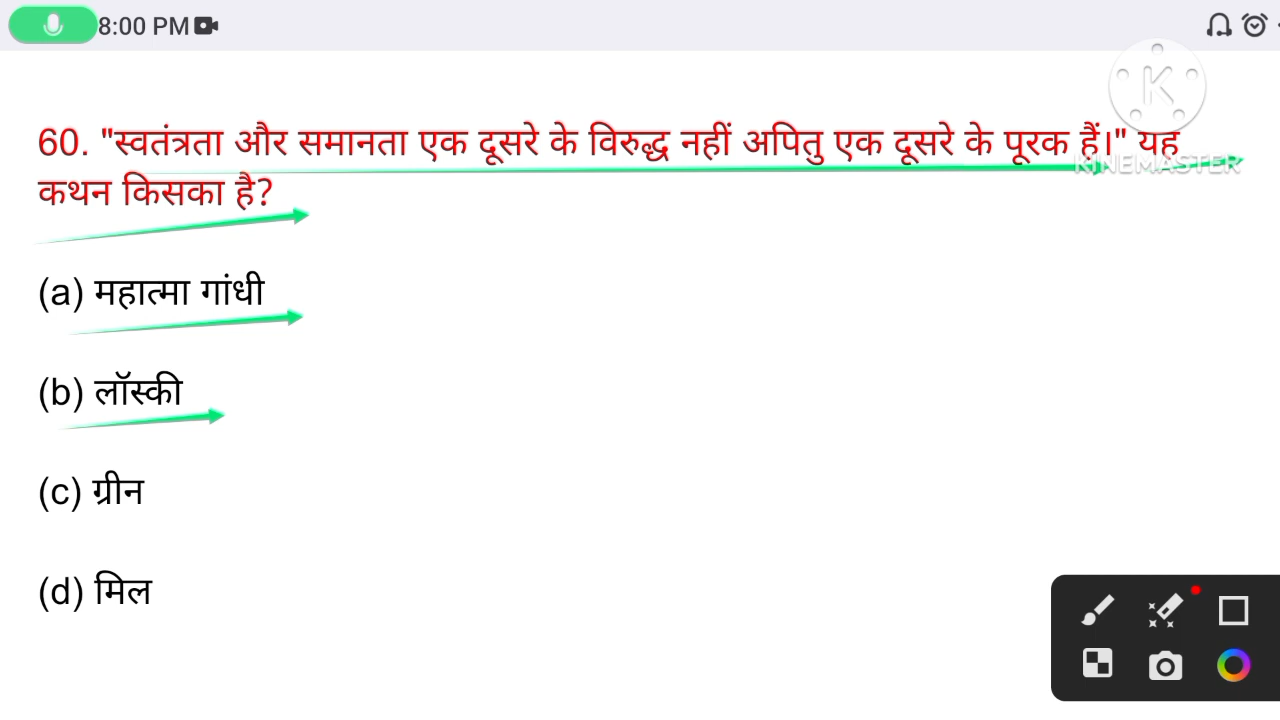 8:00 PM
60. "स्वतंत्रता और समानता एक दूसरे के विरुद्ध नहीं अपितु एक दूसरे के पूरक हैं।" यह
KINEMASTER
कथन किसका है?
(a) महात्मा गांधी
(b) लॉस्की
(c) ग्रीन
(d) मिल